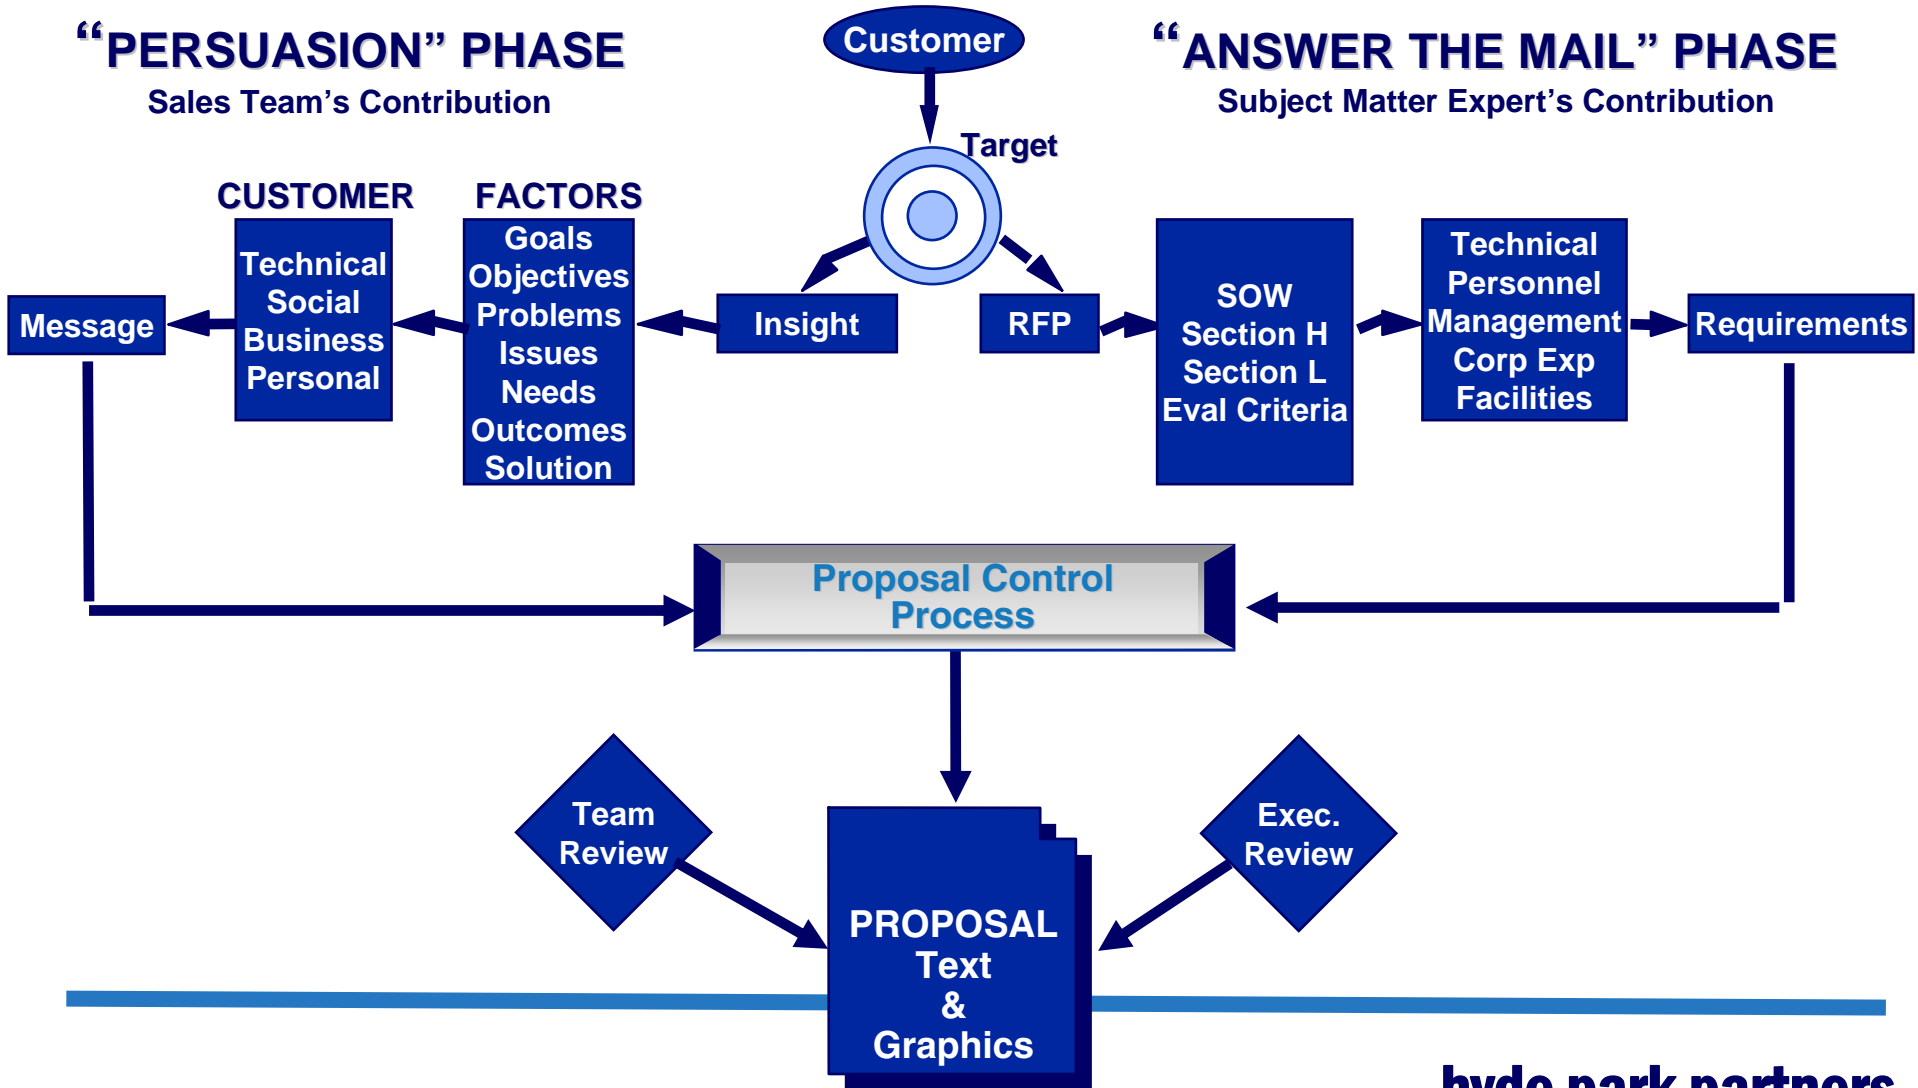 “PERSUASION” PHASE
Sales Team’s Contribution
Customer
“ANSWER THE MAIL” PHASE
Subject Matter Expert’s Contribution
Target
CUSTOMER
FACTORS
Message
Technical
Social
Business
Personal
Goals
Objectives
Problems
Issues
Needs
Outcomes
Solution
Insight
RFP
SOW
Section H
Section L
Eval Criteria
Technical
Personnel
Management
Corp Exp
Facilities
Requirements
Proposal Control
Process
Team
Review
Exec.
Review
PROPOSAL
Text
&
Graphics
hyde park partners